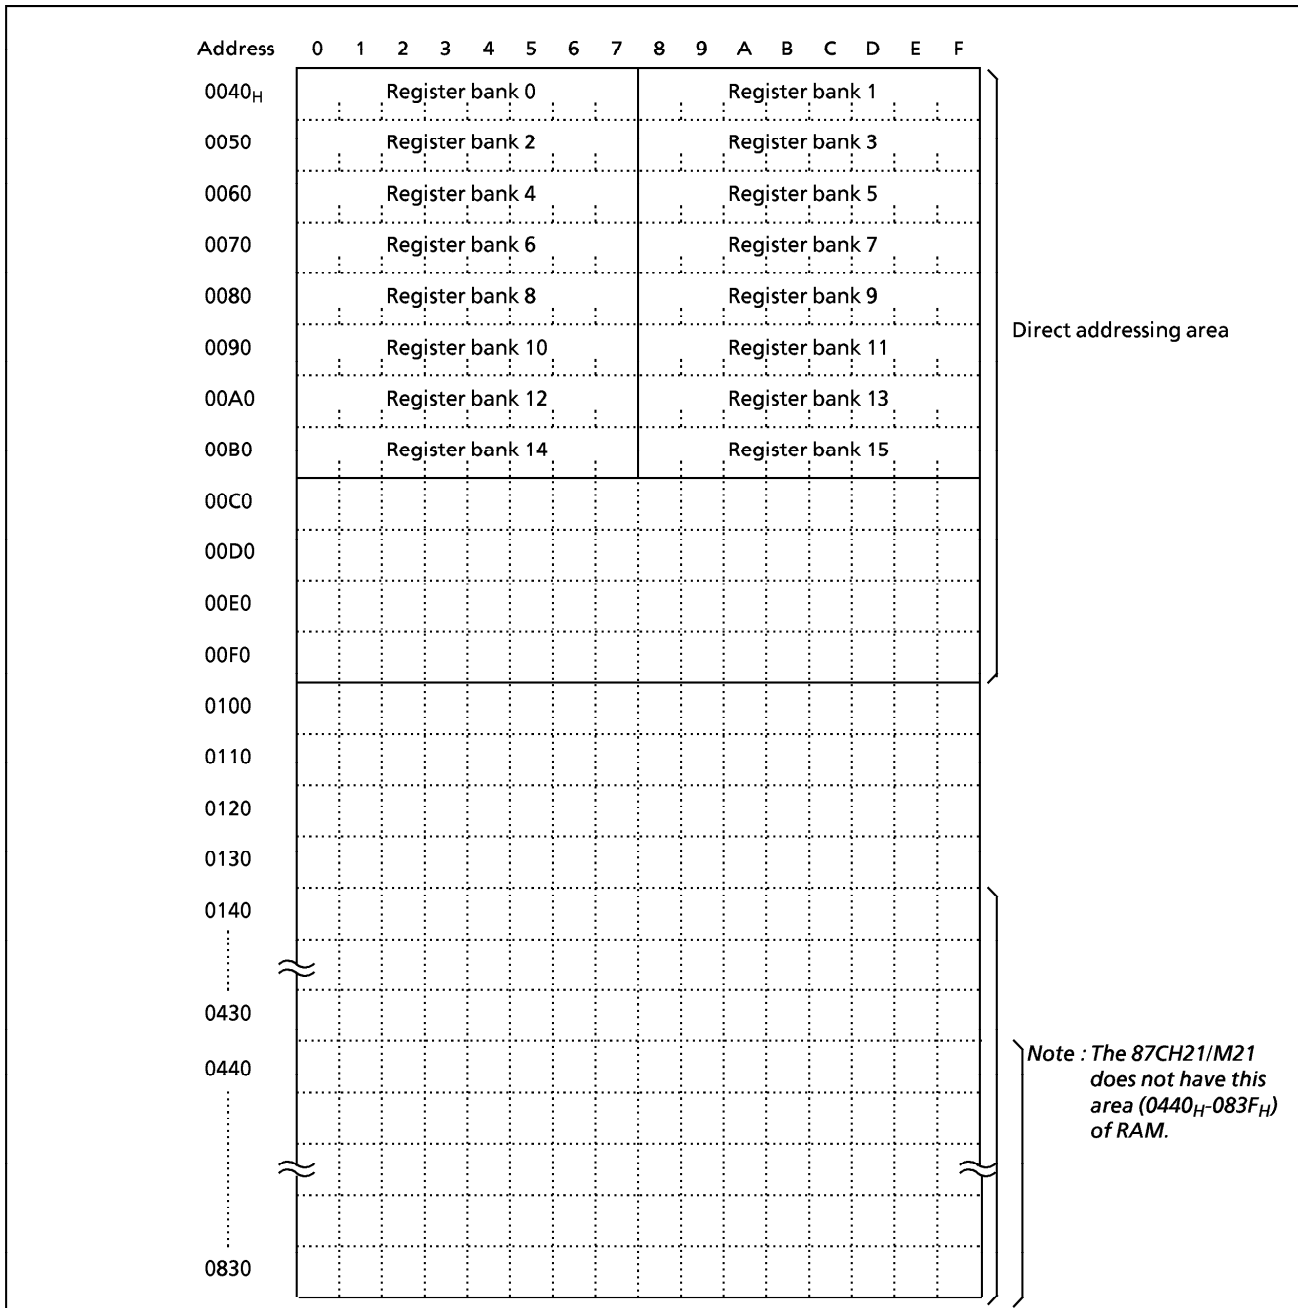 Address 0 1 2 3 4 5 6 7 8 9 A B C D E F
0040H Register bank 0 Register bank 1
0050 Register bank 2 Register bank 3
0060 Register bank 4 Register bank 5
0070 Register bank 6 Register bank 7
0080 Register bank 8 Register bank 9
Direct addressing area
0090 Register bank 10 Register bank 11
00A0 Register bank 12 Register bank 13
00B0 Register bank 14 Register bank 15
00C0
00D0
00E0
00F0
0100
0110
0120
0130
0140
0430
0440
Note : The 87CH21/M21
does not have this
area (0440H-083FH)
of RAM.
0830